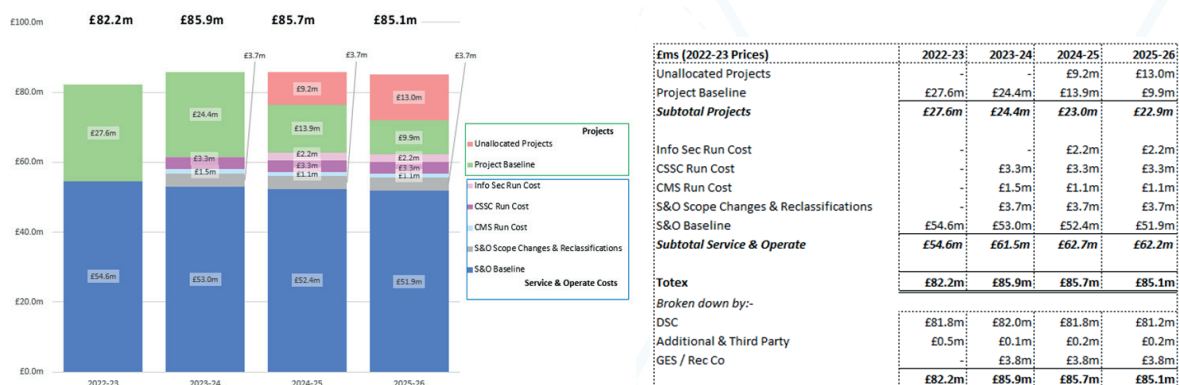 £82.2m £85.9m £85.7m £85.1m
£100.0m
£80.0m
£60.0m
£40.0m
£20.0m
£0.0m
£3.7m £3.7m £3.7m
£27.6m
£54.6m
2022-23
£24.4m
£3.3m
£1.5m
£53.0m
2023-24
£9.2m
£13.9m
£2.2m
£3.3m
£1.1m
£52.4m
2024-25
£13.0m
£9.9m
£2.2m
£3.3m
£1.1m
£51.9m
2025-26
Projects
Unallocated Projects
Project Baseline
Info Sec Run Cost
CSSC Run Cost
CMS Run Cost
S&O Scope Changes & Reclassifications
S&O Baseline
Service & Operate Costs
£ms (2022-23 Prices) 2022-23 2023-24 2024-25 2025-26
Unallocated Projects - - £9.2m £13.0m
Project Baseline £27.6m £24.4m £13.9m £9.9m
Subtotal Projects £27.6m £24.4m £23.0m £22.9m
Info Sec Run Cost - - £2.2m £2.2m
CSSC Run Cost - £3.3m £3.3m £3.3m
CMS Run Cost - £1.5m £1.1m £1.1m
S&O Scope Changes & Reclassifications - £3.7m £3.7m £3.7m
S&O Baseline £54.6m £53.0m £52.4m £51.9m
Subtotal Service & Operate £54.6m £61.5m £62.7m £62.2m
Totex £82.2m £85.9m £85.7m £85.1m
Broken down by:-
DSC £81.8m £82.0m £81.8m £81.2m
Additional & Third Party £0.5m £0.1m £0.2m £0.2m
GES / Rec Co - £3.8m £3.8m £3.8m
£82.2m £85.9m £85.7m £85.1m